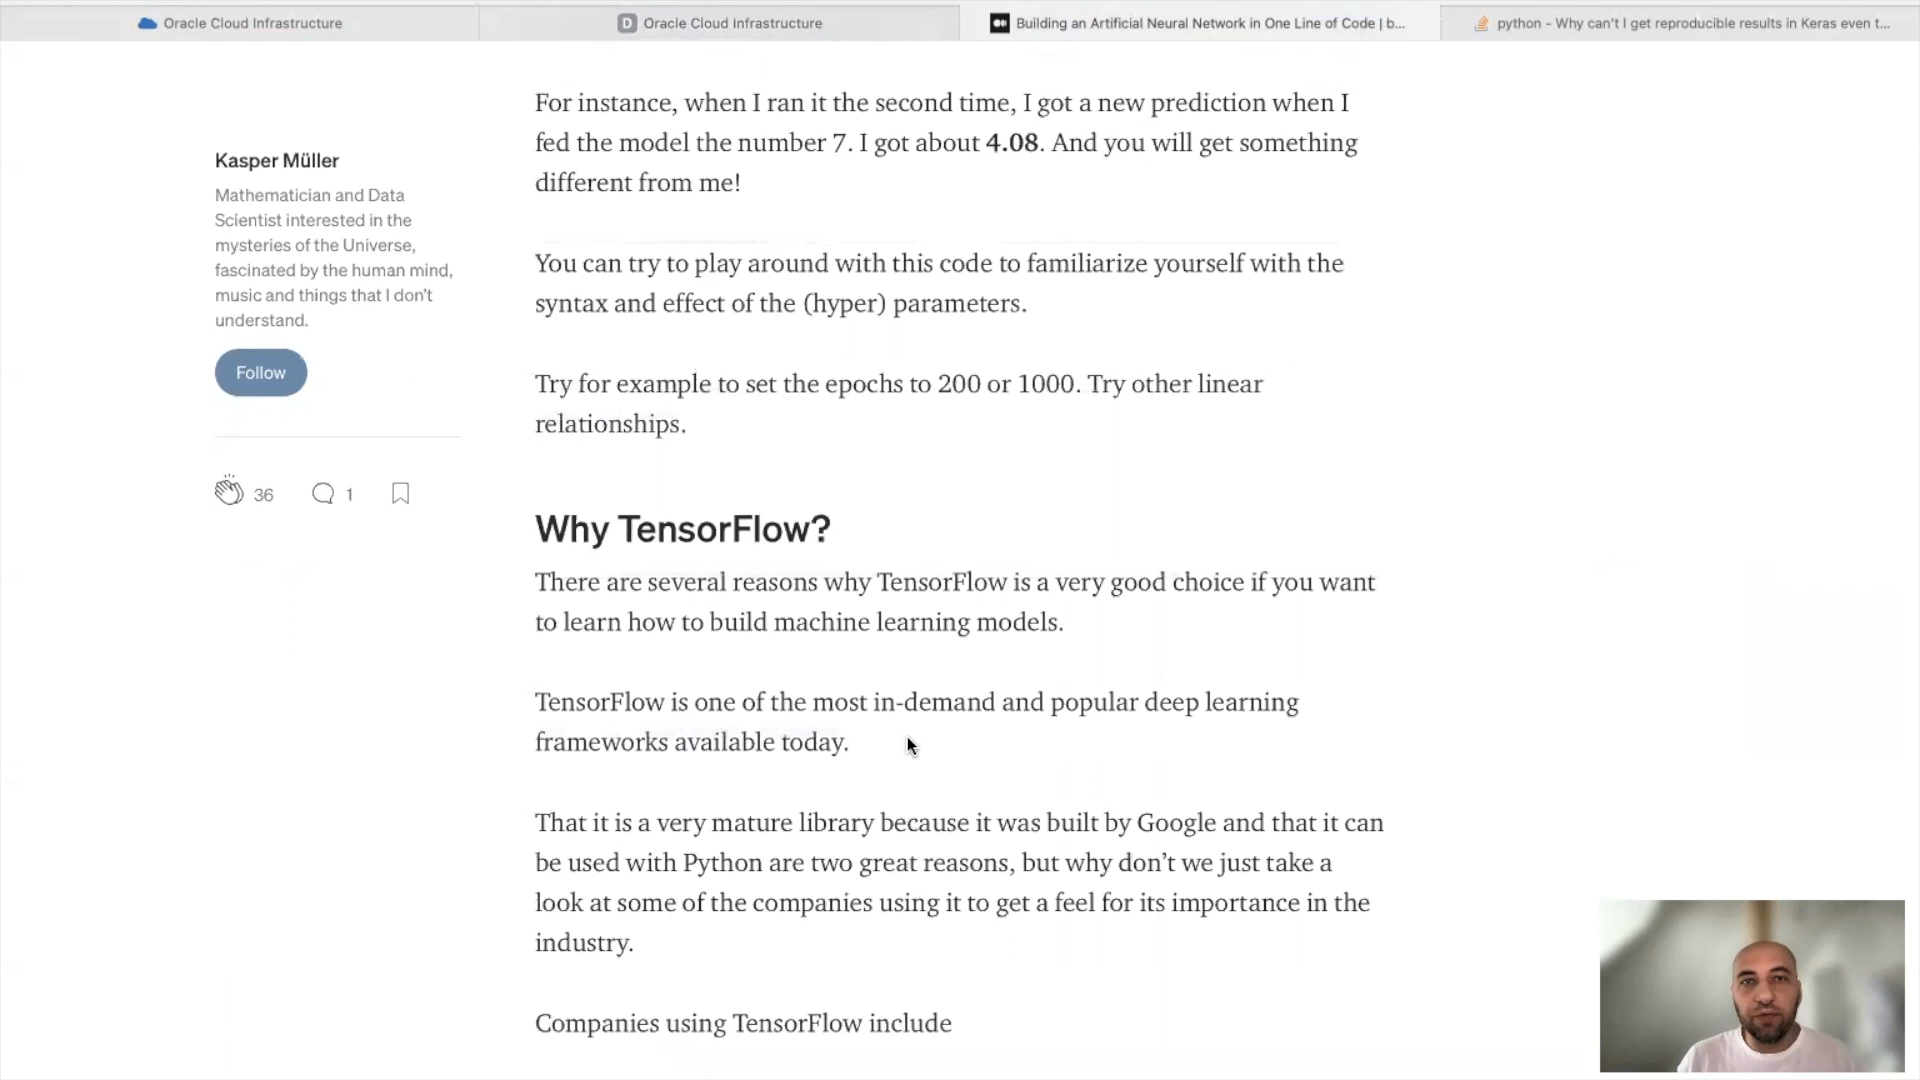 Oracle Cloud Infrastructure
D Oracle Cloud Infrastructure
Building an Artificial Neural Network in One Line of Code | b...
python - Why can't I get reproducible results in Keras even t...
Kasper Müller
Mathematician and Data
Scientist interested in the
mysteries of the Universe,
fascinated by the human mind,
music and things that I don’t
understand.
Follow
36
1
For instance, when I ran it the second time, I got a new prediction when I
fed the model the number 7. I got about 4.08. And you will get something
different from me!
You can try to play around with this code to familiarize yourself with the
syntax and effect of the (hyper) parameters.
Try for example to set the epochs to 200 or 1000. Try other linear
relationships.
Why TensorFlow?
There are several reasons why TensorFlow is a very good choice if you want
to learn how to build machine learning models.
TensorFlow is one of the most in-demand and popular deep learning
frameworks available today.
That it is a very mature library because it was built by Google and that it can
be used with Python are two great reasons, but why don’t we just take a
look at some of the companies using it to get a feel for its importance in the
industry.
Companies using TensorFlow include